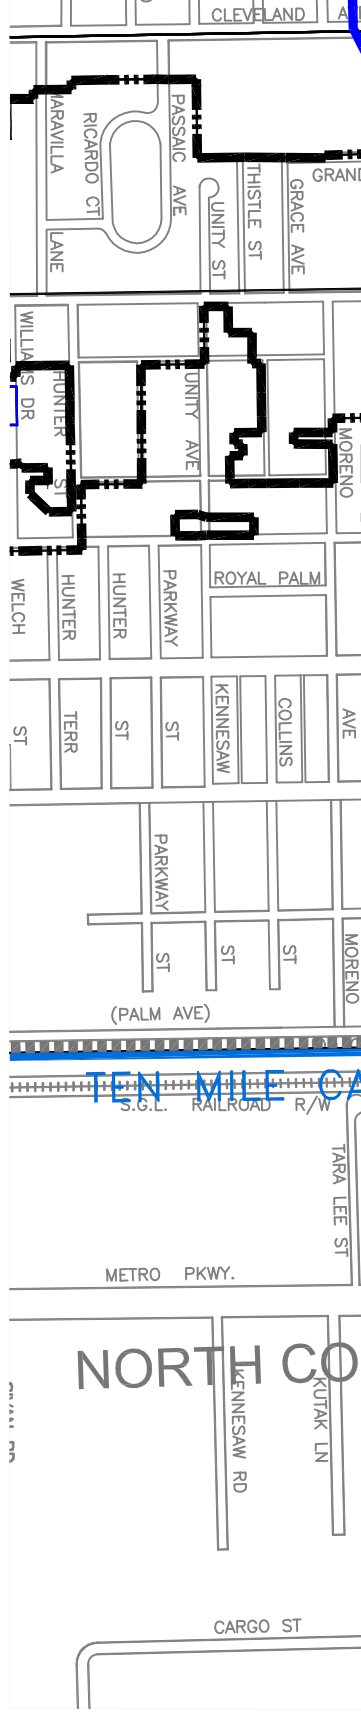 CLEVELAND
PASSAIC AVE
MARAVILLA
RICARDO CT
GRAND
THISTLE ST
GRACE AVE
UNITY ST
LANE
WILLIAMS DR
HUNTER ST
UNITY AVE
MORENO
ROYAL PALM
WELCH
HUNTER
HUNTER
PARKWAY
KENNESAW
COLLINS
AVE
ST
TERR
ST
ST
PARKWAY
ST
ST
ST
MORENO
(PALM AVE)
TEN MILE CA
S.G.L. RAILROAD R/W
TARA LEE ST
METRO PKWY.
NORTH CO
KENNESAW RD
KUTAK LN
CARGO ST